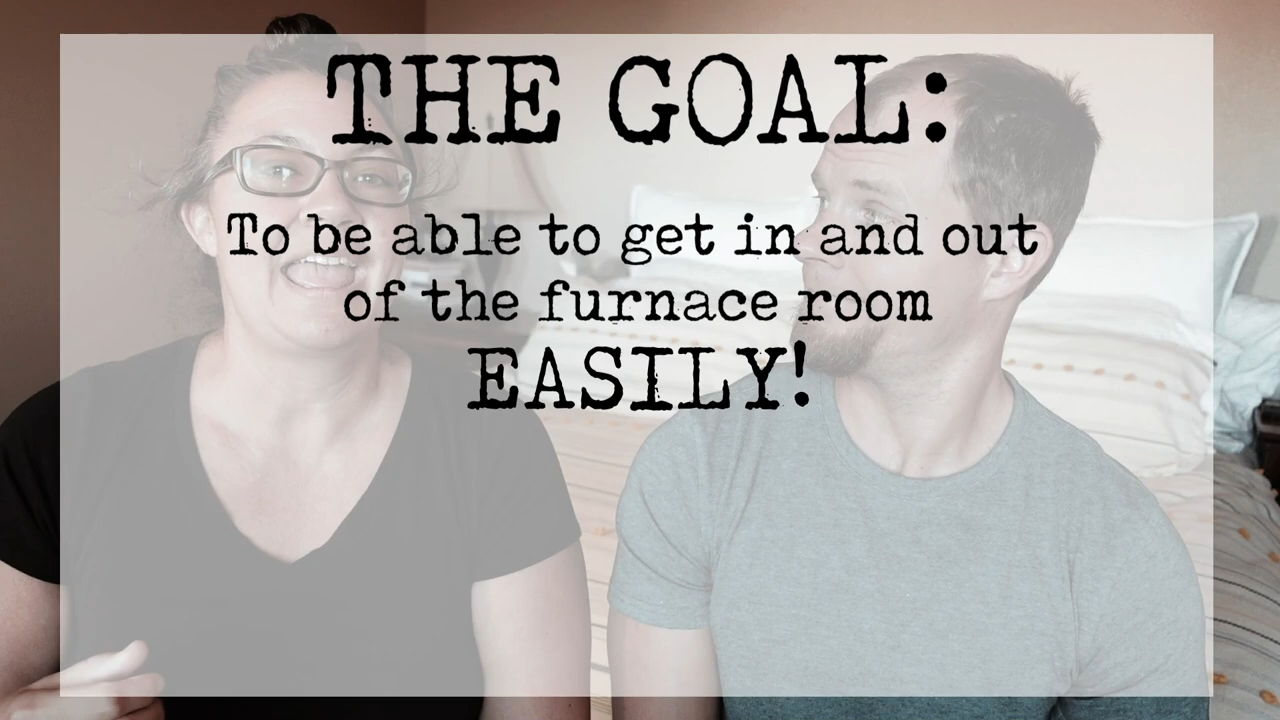 THE GOAL:
To be able to get in and out
of the furnace room
EASILY!